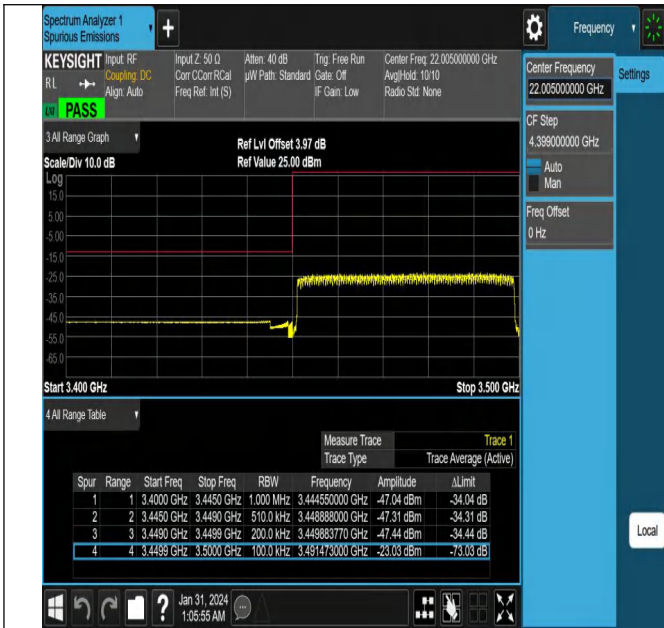 Spectrum Analyzer 1
Spurious Emissions
Frequency
KEYSIGHT
RL
Input: RF
Coupling: DC
Align: Auto
Input Z: 50 Ω
Corr CCorr RCal
Freq Ref: Int (S)
Atten: 40 dB
µW Path: Standard
Trig: Free Run
Gate: Off
IF Gain: Low
Center Freq: 22.005000000 GHz
Avg|Hold: 10/10
Radio Std: None
PASS
Center Frequency
22.005000000 GHz
Settings
CF Step
4.399000000 GHz
Auto
Man
Freq Offset
0 Hz
3 All Range Graph
Scale/Div 10.0 dB
Ref Lvl Offset 3.97 dB
Ref Value 25.00 dBm
Log
15.0
5.00
-5.00
-15.0
-25.0
-35.0
-45.0
-55.0
-65.0
Start 3.400 GHz Stop 3.500 GHz
4 All Range Table
Measure Trace Trace 1
Trace Type Trace Average (Active)
Spur Range Start Freq Stop Freq RBW Frequency Amplitude ΔLimit
1 1 3.4000 GHz 3.4450 GHz 1.000 MHz 3.444550000 GHz -47.04 dBm -34.04 dB
2 2 3.4450 GHz 3.4490 GHz 510.0 kHz 3.448888000 GHz -47.31 dBm -34.31 dB
3 3 3.4490 GHz 3.4499 GHz 200.0 kHz 3.449883770 GHz -47.44 dBm -34.44 dB
4 4 3.4499 GHz 3.5000 GHz 100.0 kHz 3.491473000 GHz -23.03 dBm -73.03 dB
Local
Jan 31, 2024
1:05:55 AM